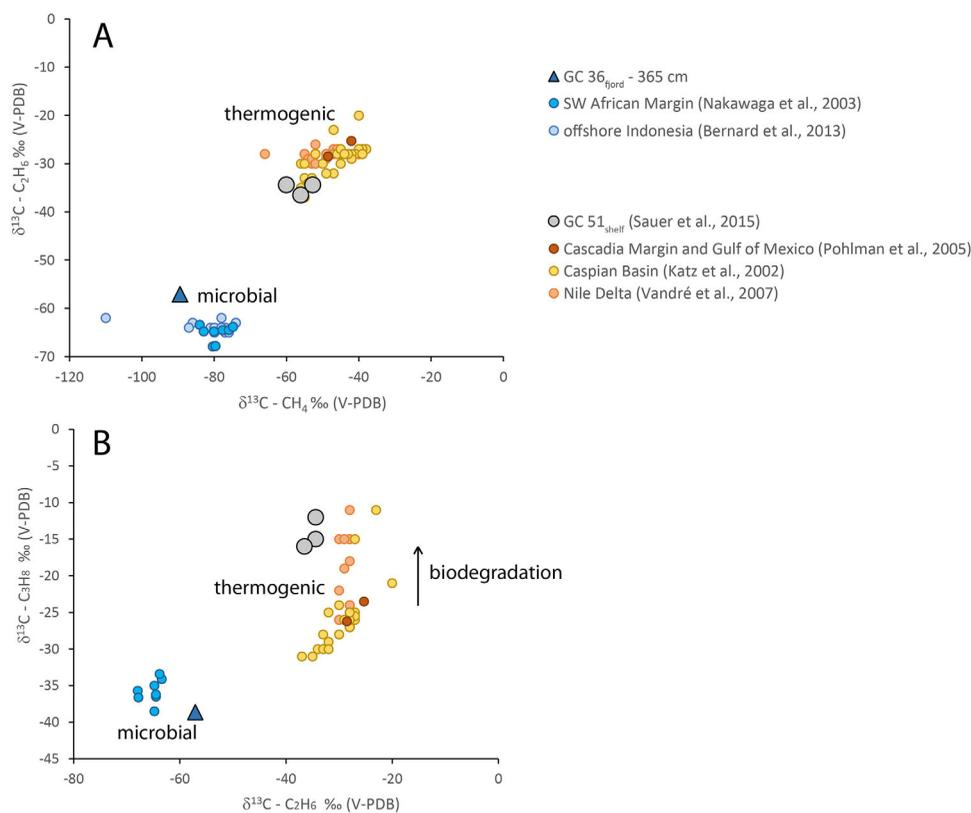 A
0
-10
-20
-30
-40
-50
-60
-70
δ13C - C2H6 ‰ (V-PDB)
thermogenic
microbial
-120 -100 -80 -60 -40 -20 0
δ13C - CH4 ‰ (V-PDB)
GC 36fjord - 365 cm
SW African Margin (Nakawaga et al., 2003)
offshore Indonesia (Bernard et al., 2013)
GC 51shelf (Sauer et al., 2015)
Cascadia Margin and Gulf of Mexico (Pohlman et al., 2005)
Caspian Basin (Katz et al., 2002)
Nile Delta (Vandré et al., 2007)
B
0
-5
-10
-15
-20
-25
-30
-35
-40
-45
δ13C - C3H8 ‰ (V-PDB)
thermogenic
biodegradation
microbial
-80 -60 -40 -20 0
δ13C - C2H6 ‰ (V-PDB)